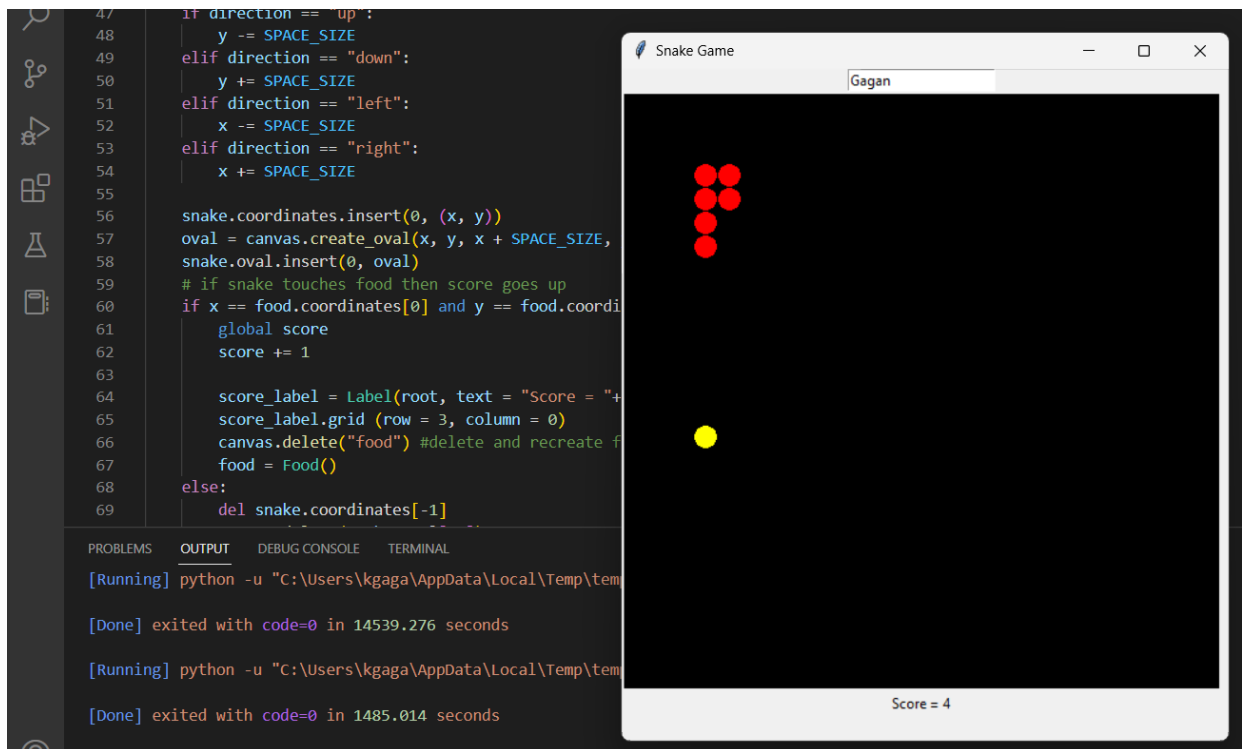 47 if direction == "up":
48 y -= SPACE_SIZE
49 elif direction == "down":
50 y += SPACE_SIZE
51 elif direction == "left":
52 x -= SPACE_SIZE
53 elif direction == "right":
54 x += SPACE_SIZE
55
56 snake.coordinates.insert(0, (x, y))
57 oval = canvas.create_oval(x, y, x + SPACE_SIZE,
58 snake.oval.insert(0, oval)
59 # if snake touches food then score goes up
60 if x == food.coordinates[0] and y == food.coordi
61 global score
62 score += 1
63
64 score_label = Label(root, text = "Score = "+
65 score_label.grid (row = 3, column = 0)
66 canvas.delete("food") #delete and recreate f
67 food = Food()
68 else:
69 del snake.coordinates[-1]
PROBLEMS OUTPUT DEBUG CONSOLE TERMINAL
[Running] python -u "C:\Users\kgaga\AppData\Local\Temp\tem
[Done] exited with code=0 in 14539.276 seconds
[Running] python -u "C:\Users\kgaga\AppData\Local\Temp\tem
[Done] exited with code=0 in 1485.014 seconds
Snake Game
Gagan
Score = 4